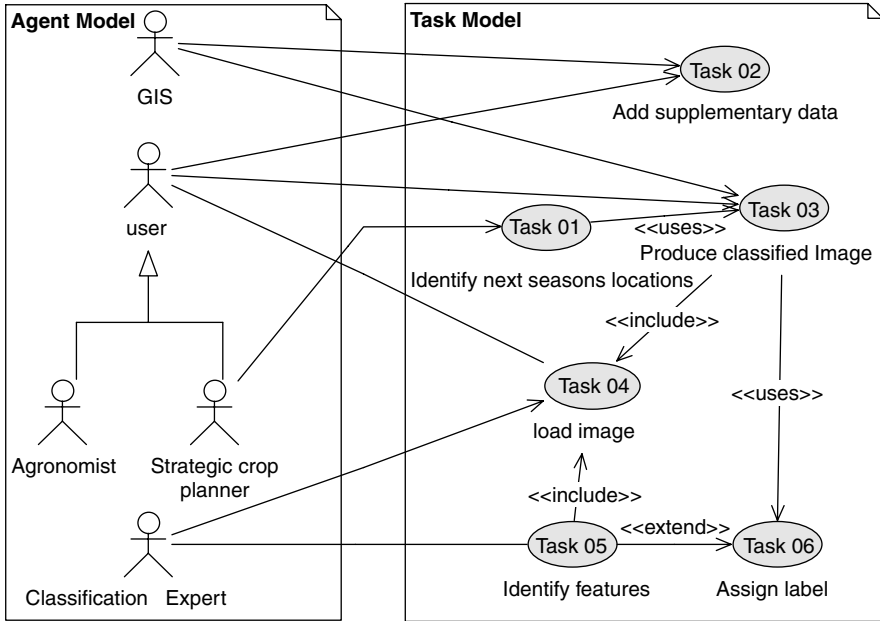 Agent Model
GIS
user
Agronomist
Strategic crop
planner
Classification Expert
Task Model
Task 02
Add supplementary data
Task 03
Produce classified Image
Task 01
<<uses>>
Identify next seasons locations
<<include>>
Task 04
load image
<<uses>>
<<include>>
Task 05
<<extend>>
Task 06
Identify features
Assign label